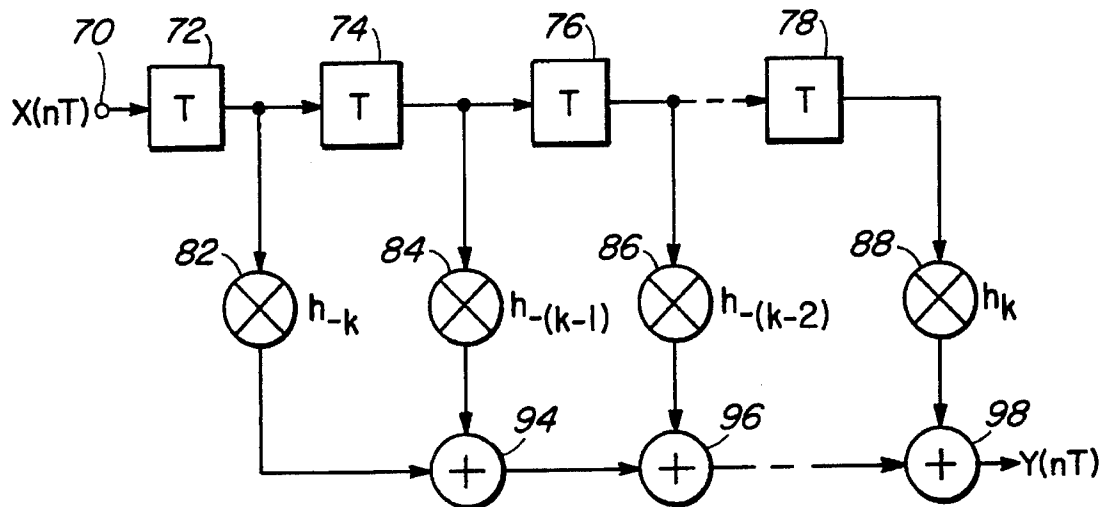 70 72 74 76 78
X(nT) T T T T
82 84 86 88
h-k h-(k-1) h-(k-2) hk
94 96 98
+ + + Y(nT)